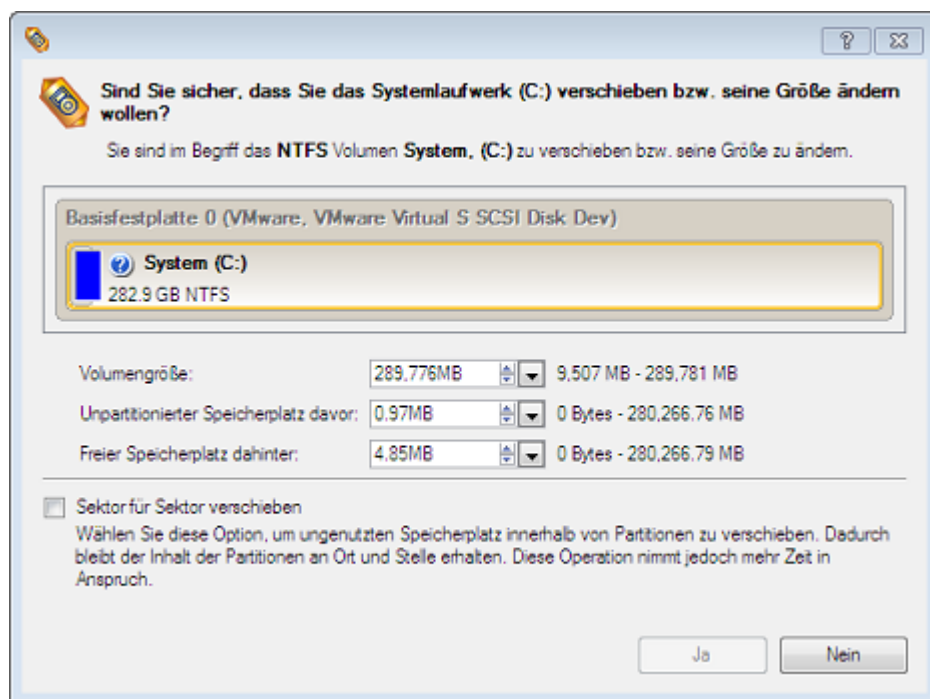 Sind Sie sicher, dass Sie das Systemlaufwerk (C:) verschieben bzw. seine Größe ändern
wollen?
Sie sind im Begriff das NTFS Volumen System, (C:) zu verschieben bzw. seine Größe zu ändern.
Basisfestplatte 0 (VMware, VMware Virtual S SCSI Disk Dev)
System (C:)
282.9 GB NTFS
Volumengröße: 289,776MB 9,507 MB - 289,781 MB
Unpartitionierter Speicherplatz davor: 0.97MB 0 Bytes - 280,266.76 MB
Freier Speicherplatz dahinter: 4.85MB 0 Bytes - 280,266.79 MB
Sektor für Sektor verschieben
Wählen Sie diese Option, um ungenutzten Speicherplatz innerhalb von Partitionen zu verschieben. Dadurch
bleibt der Inhalt der Partitionen an Ort und Stelle erhalten. Diese Operation nimmt jedoch mehr Zeit in
Anspruch.
Ja Nein